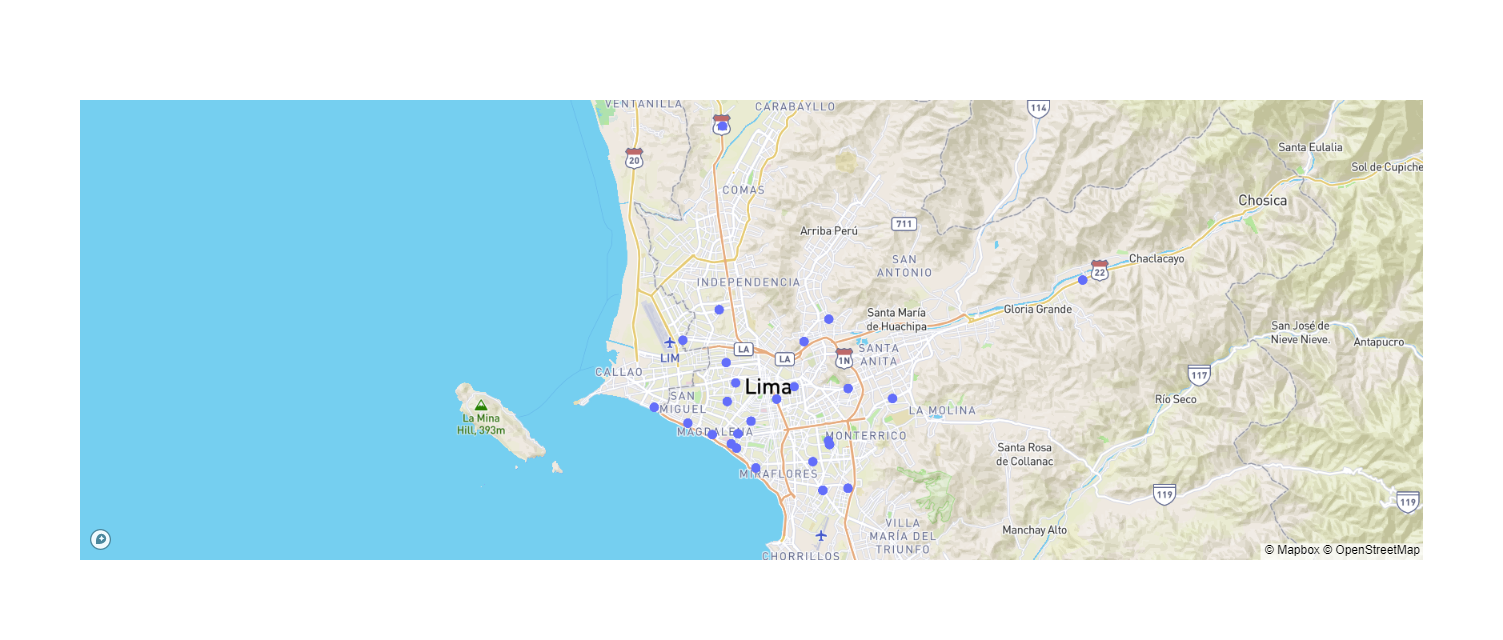 VENTANILLA
CARABAYLLO
114
20
Santa Eulalia
Sol de Cupiche
COMAS
Chosica
711
Arriba Perú
SAN
ANTONIO
Chaclacayo
22
INDEPENDENCIA
Gloria Grande
Santa María
de Huachipa
San José de
Nieve Nieve.
Antapucro
LIM
LA
LA
1N
SANTA
ANITA
CALLAO
117
Lima
SAN
MIGUEL
Río Seco
LA MOLINA
La Mina
Hill, 393m
MAGDALENA
MONTERRICO
Santa Rosa
de Collanac
MIRAFLORES
119
119
VILLA
MARÍA DEL
TRIUNFO
Manchay Alto
CHORRILLOS
© Mapbox © OpenStreetMap